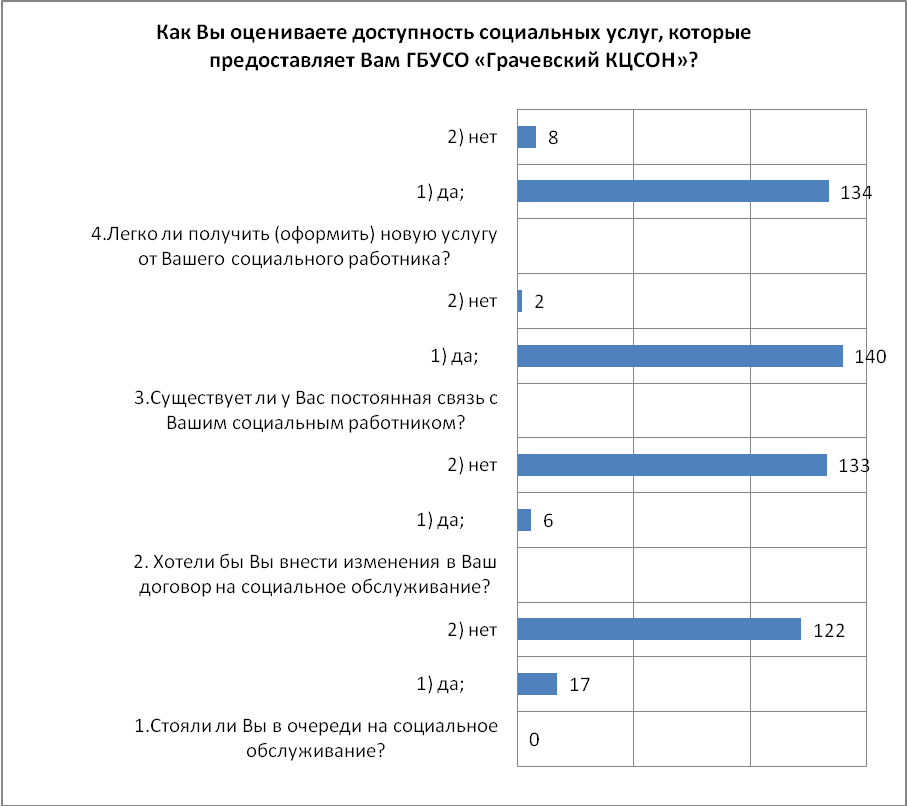 Как Вы оцениваете доступность социальных услуг, которые
предоставляет Вам ГБУСО «Грачевский КЦСОН»?
2) нет 8
1) да; 134
4.Легко ли получить (оформить) новую услугу
от Вашего социального работника?
2) нет 2
1) да; 140
3.Существует ли у Вас постоянная связь с
Вашим социальным работником?
2) нет 133
1) да; 6
2. Хотели бы Вы внести изменения в Ваш
договор на социальное обслуживание?
2) нет 122
1) да; 17
1.Стояли ли Вы в очереди на социальное
обслуживание?
0